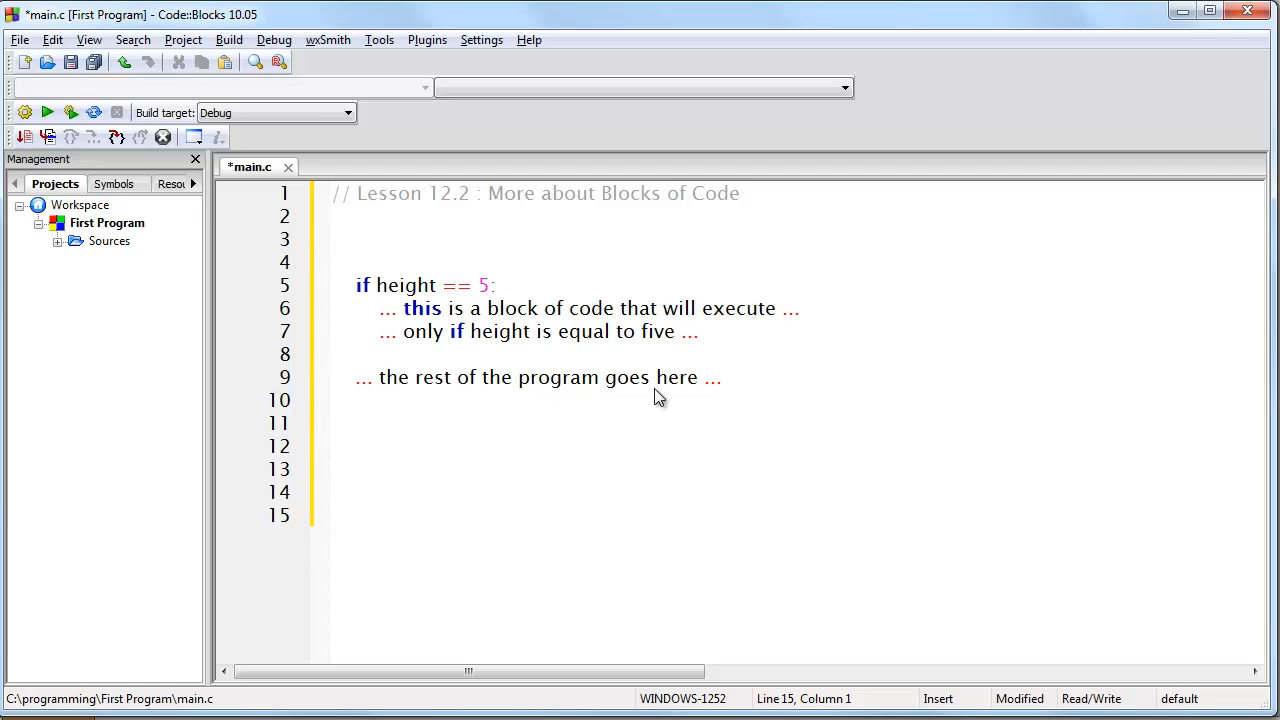 *main.c [First Program] - Code::Blocks 10.05
File Edit View Search Project Build Debug wxSmith Tools Plugins Settings Help
Build target: Debug
Management
*main.c
Projects Symbols Resou
Workspace
First Program
Sources
1 // Lesson 12.2 : More about Blocks of Code
2
3
4
5 if height == 5:
6 ... this is a block of code that will execute ...
7 ... only if height is equal to five ...
8
9 ... the rest of the program goes here ...
10
11
12
13
14
15
C:\programming\First Program\main.c WINDOWS-1252 Line 15, Column 1 Insert Modified Read/Write default